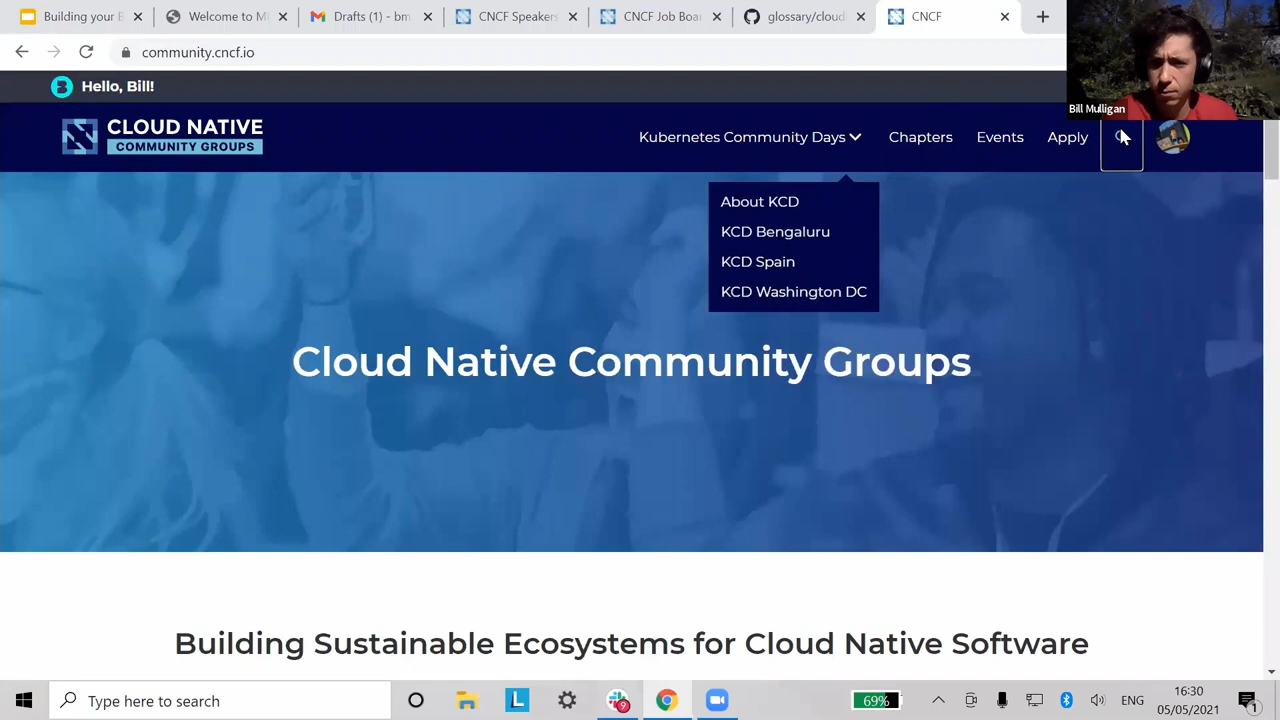 Building your B
Welcome to M
Drafts (1) - bm
CNCF Speakers
CNCF Job Boar
glossary/cloud
CNCF
community.cncf.io
Hello, Bill!
Bill Mulligan
CLOUD NATIVE
COMMUNITY GROUPS
Kubernetes Community Days
Chapters
Events
Apply
About KCD
KCD Bengaluru
KCD Spain
KCD Washington DC
Cloud Native Community Groups
Building Sustainable Ecosystems for Cloud Native Software
Type here to search
L
9
69%
ENG
16:30
05/05/2021
1